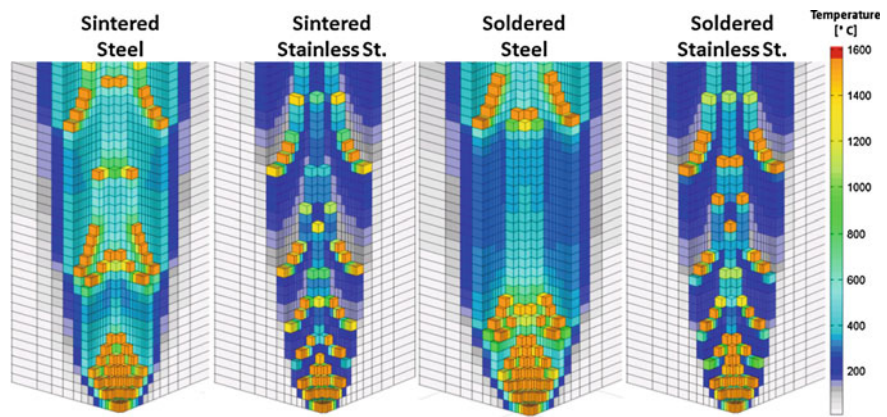 Sintered
Steel
Sintered
Stainless St.
Soldered
Steel
Soldered
Stainless St.
Temperature
[° C]
1600
1400
1200
1000
800
600
400
200